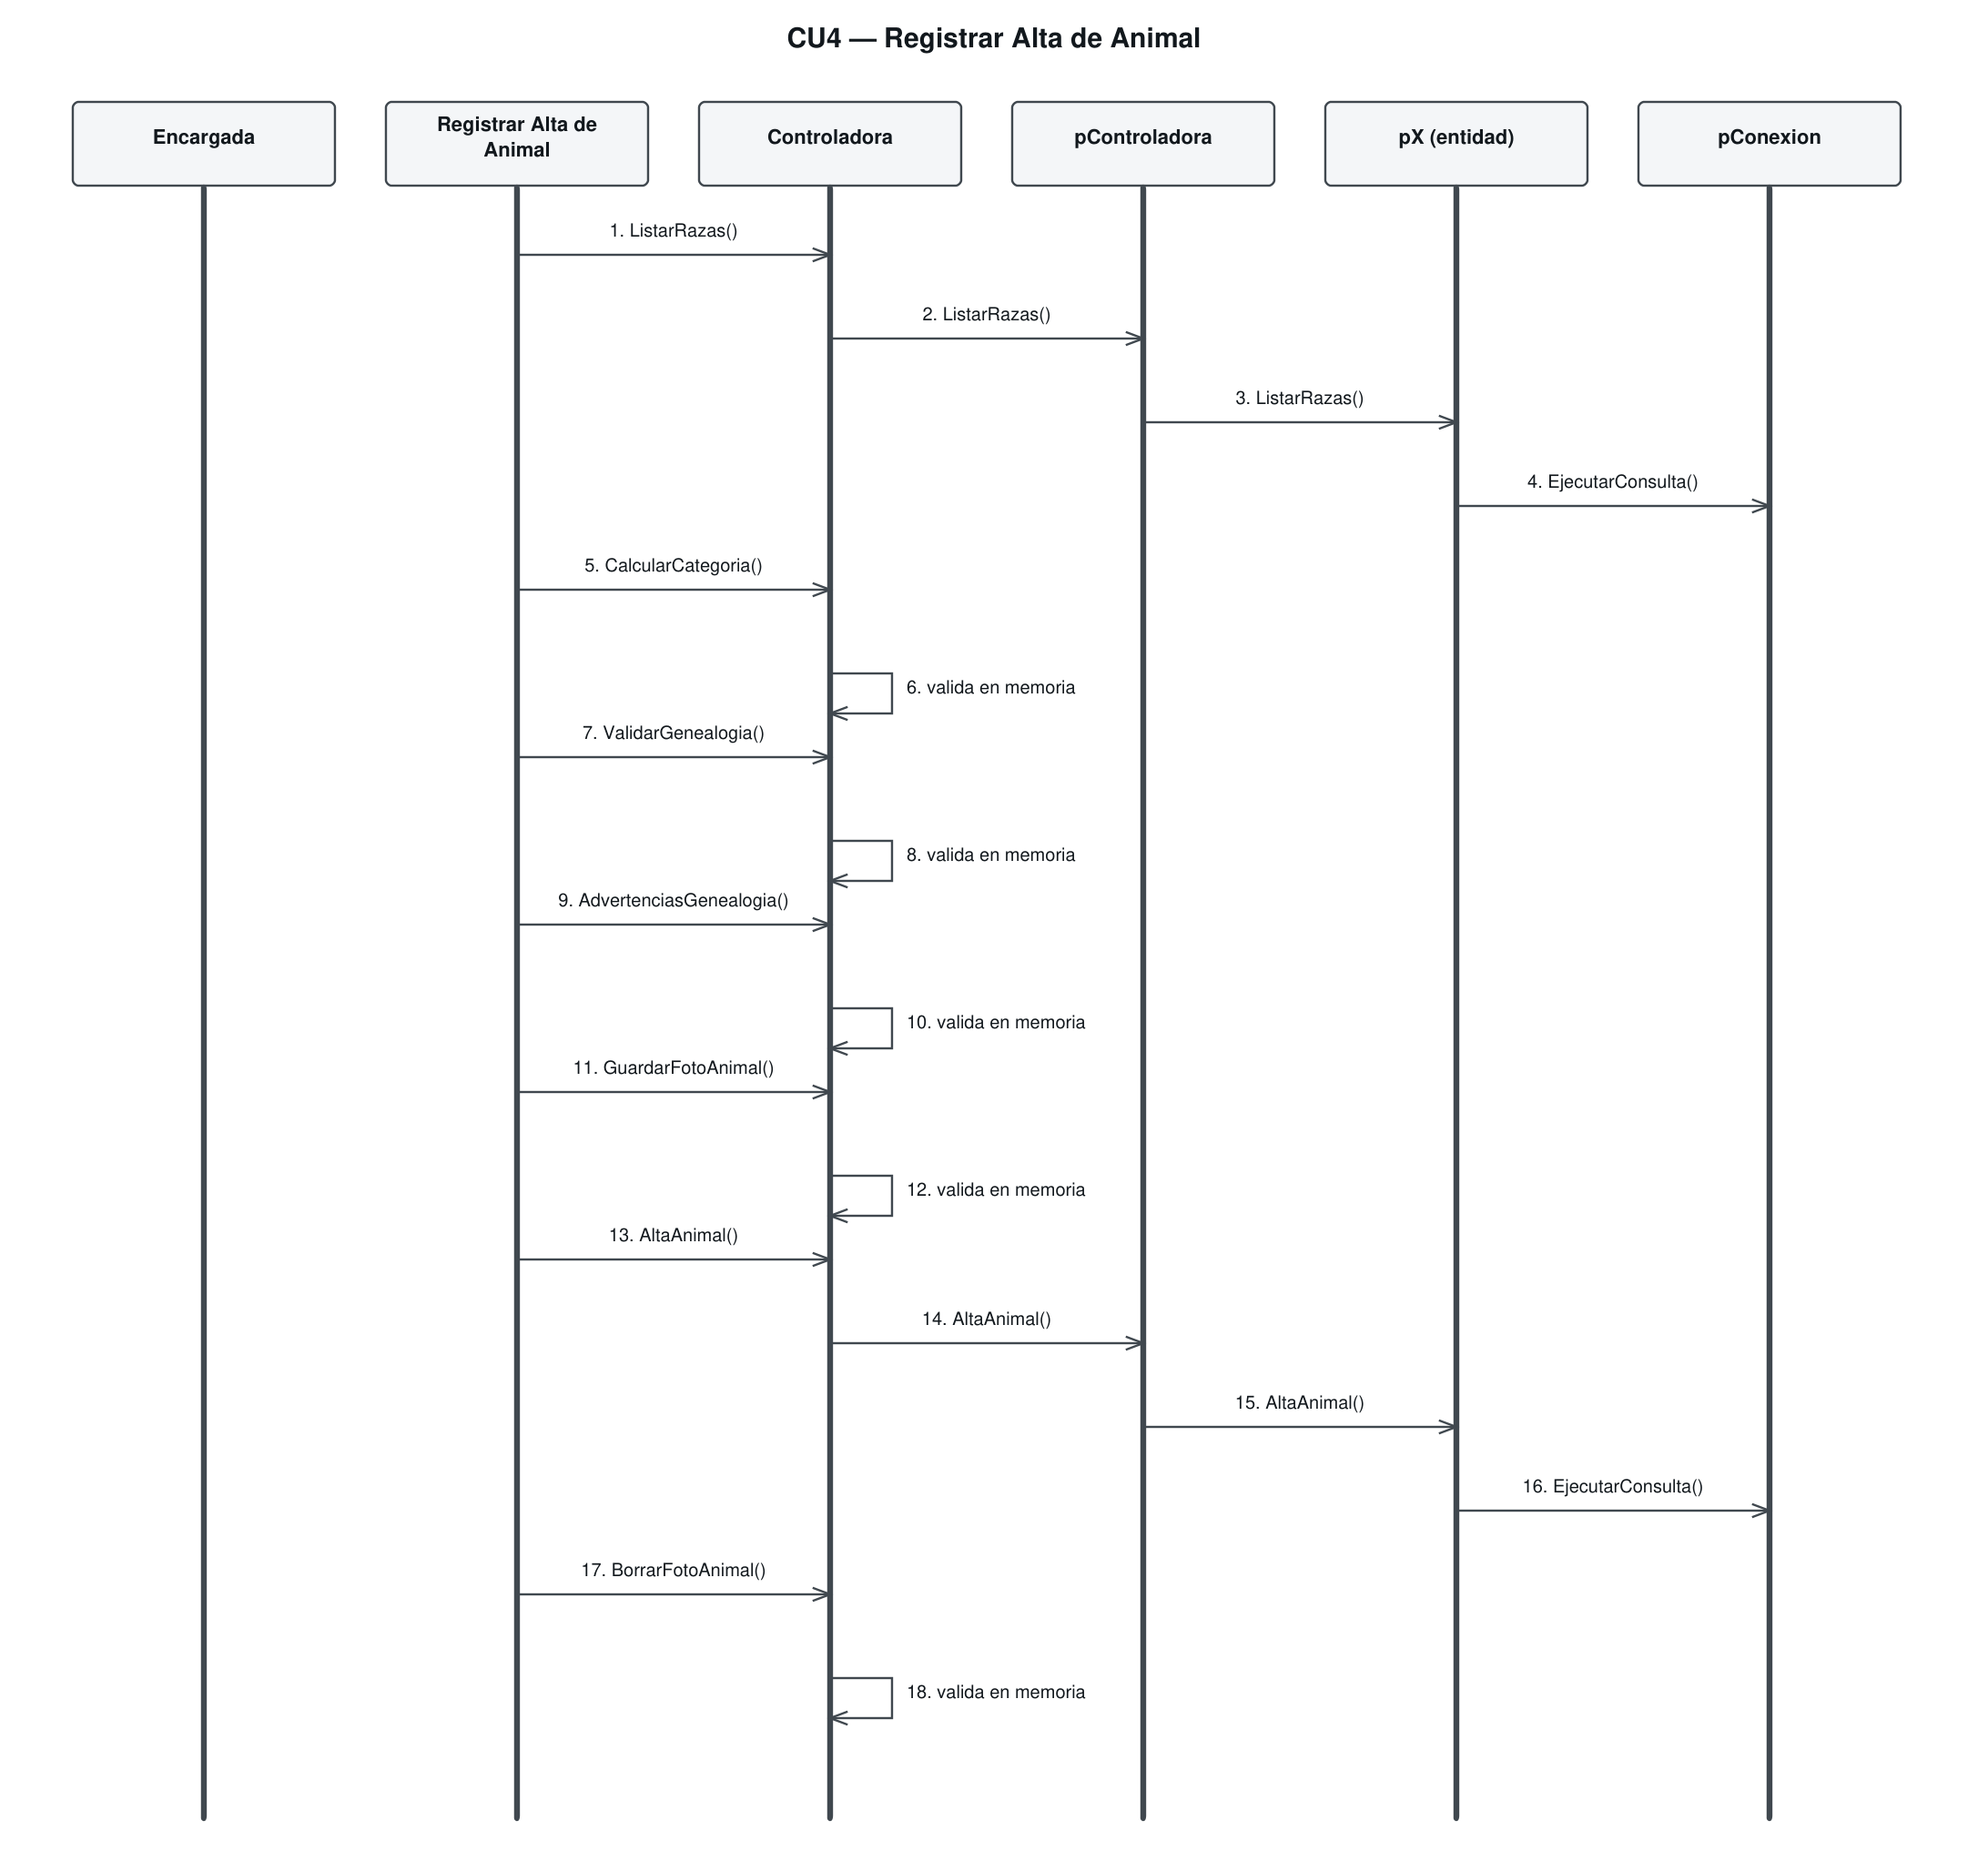 CU4 — Registrar Alta de Animal
Encargada
Registrar Alta de
Animal
Controladora
pControladora
pX (entidad)
pConexion
1. ListarRazas()
2. ListarRazas()
3. ListarRazas()
4. EjecutarConsulta()
5. CalcularCategoria()
6. valida en memoria
7. ValidarGenealogia()
8. valida en memoria
9. AdvertenciasGenealogia()
10. valida en memoria
11. GuardarFotoAnimal()
12. valida en memoria
13. AltaAnimal()
14. AltaAnimal()
15. AltaAnimal()
16. EjecutarConsulta()
17. BorrarFotoAnimal()
18. valida en memoria